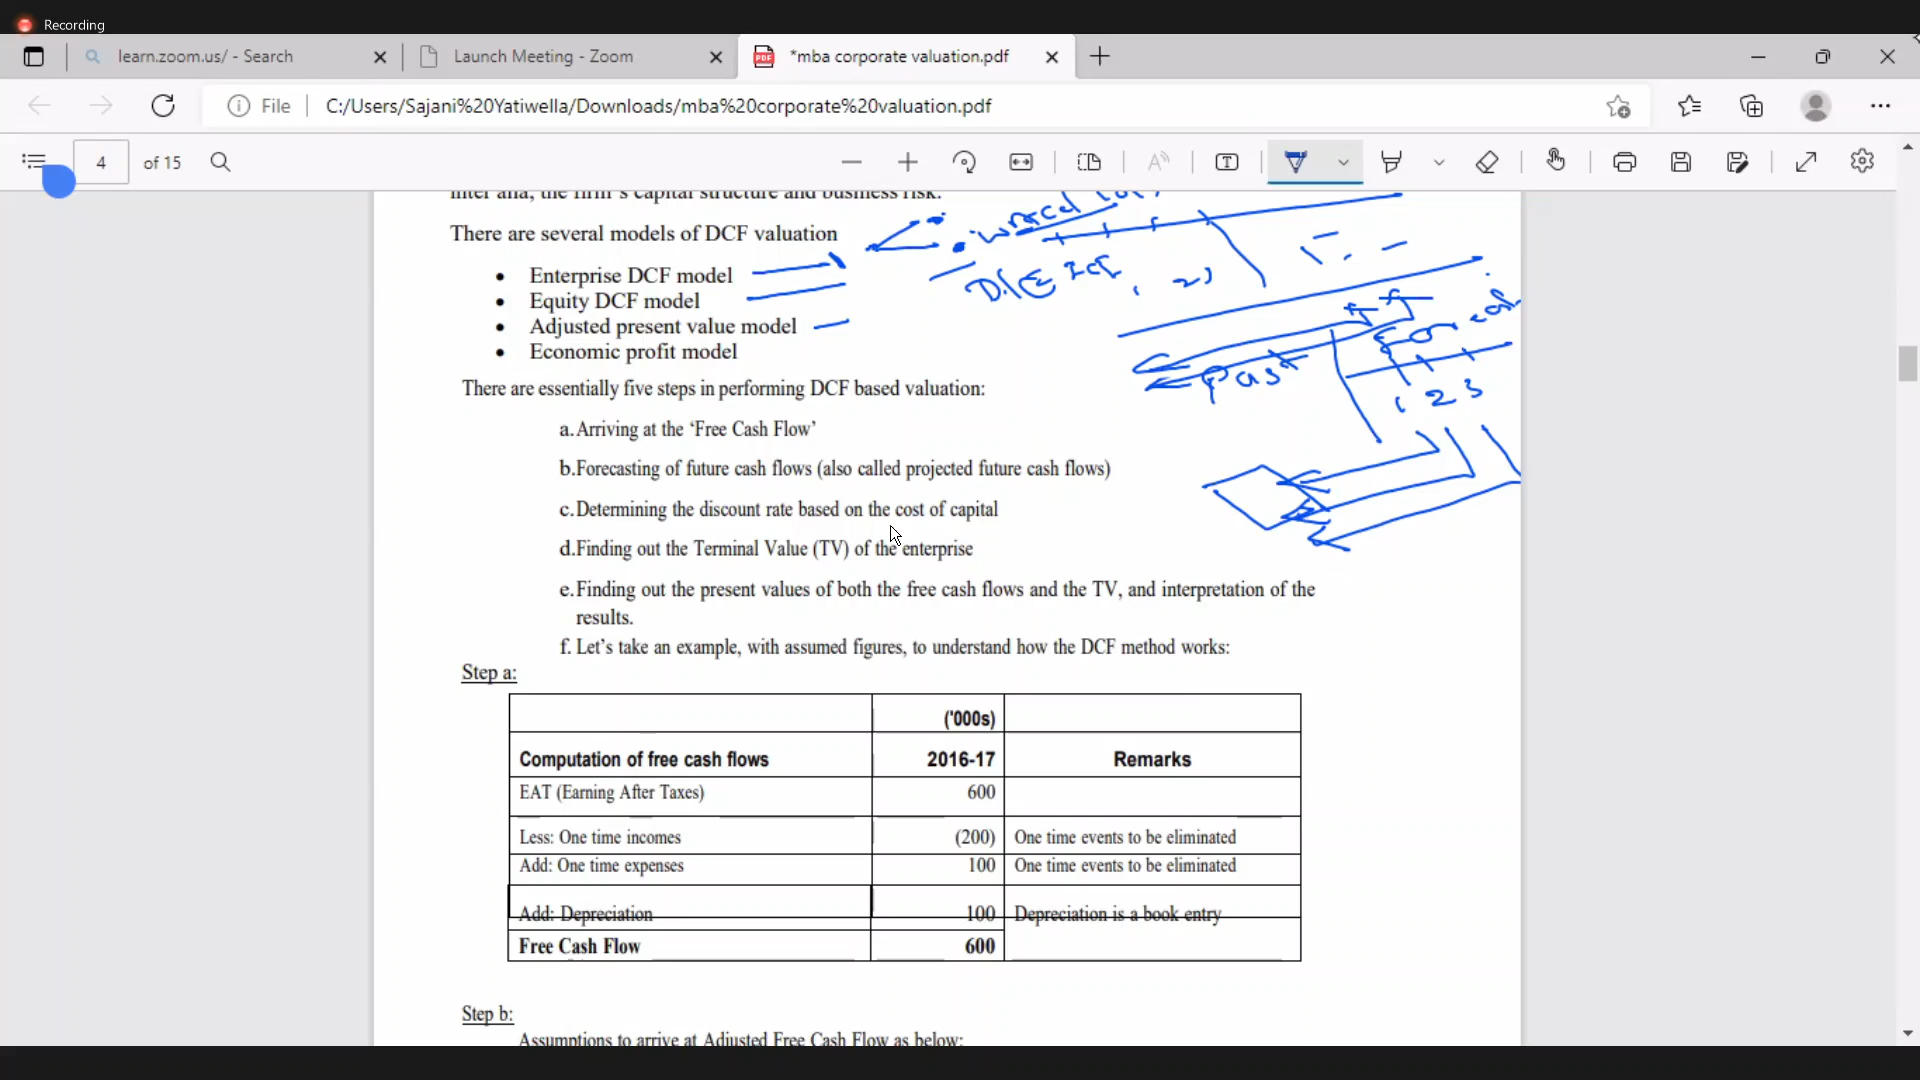 Recording
learn.zoom.us/ - Search
Launch Meeting - Zoom
*mba corporate valuation.pdf
File
C:/Users/Sajani%20Yatiwella/Downloads/mba%20corporate%20valuation.pdf
4 of 15
inter alia, the firm's capital structure and business risk.
There are several models of DCF valuation
• Enterprise DCF model
• Equity DCF model
• Adjusted present value model
• Economic profit model
Past
1 2 3
There are essentially five steps in performing DCF based valuation:
a. Arriving at the ‘Free Cash Flow’
b. Forecasting of future cash flows (also called projected future cash flows)
c. Determining the discount rate based on the cost of capital
d. Finding out the Terminal Value (TV) of the enterprise
e. Finding out the present values of both the free cash flows and the TV, and interpretation of the
results.
f. Let’s take an example, with assumed figures, to understand how the DCF method works:
Step a:
('000s)
Computation of free cash flows 2016-17 Remarks
EAT (Earning After Taxes) 600
Less: One time incomes (200) One time events to be eliminated
Add: One time expenses 100 One time events to be eliminated
Add: Depreciation 100 Depreciation is a book entry
Free Cash Flow 600
Step b:
Assumptions to arrive at Adjusted Free Cash Flow as below: